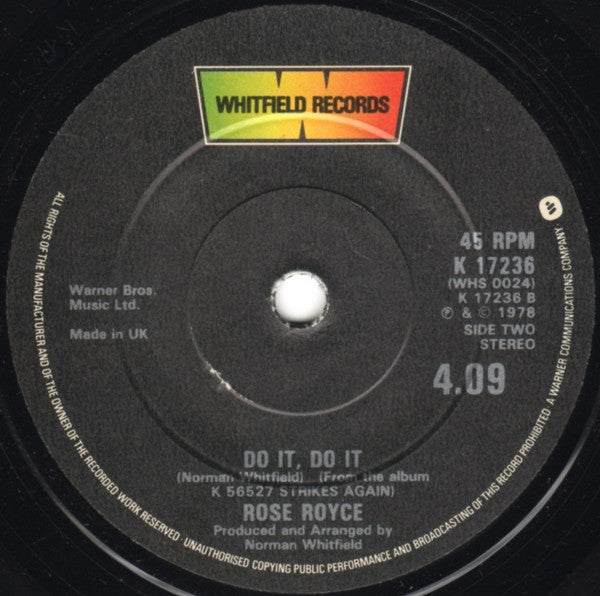 WHITFIELD RECORDS
45 RPM
K 17236
(WHS 0024)
K 17236 B
Ⓟ & © 1978
SIDE TWO
STEREO
4.09
Warner Bros.
Music Ltd.
Made in UK
DO IT, DO IT
(Norman Whitfield) (From the album
K 56527 STRIKES AGAIN)
ROSE ROYCE
Produced and Arranged by
Norman Whitfield
ALL RIGHTS OF THE MANUFACTURER AND OF THE OWNER OF THE RECORDED WORK RESERVED. UNAUTHORISED COPYING PUBLIC PERFORMANCE AND BROADCASTING OF THIS RECORD PROHIBITED. A WARNER COMMUNICATIONS COMPANY.